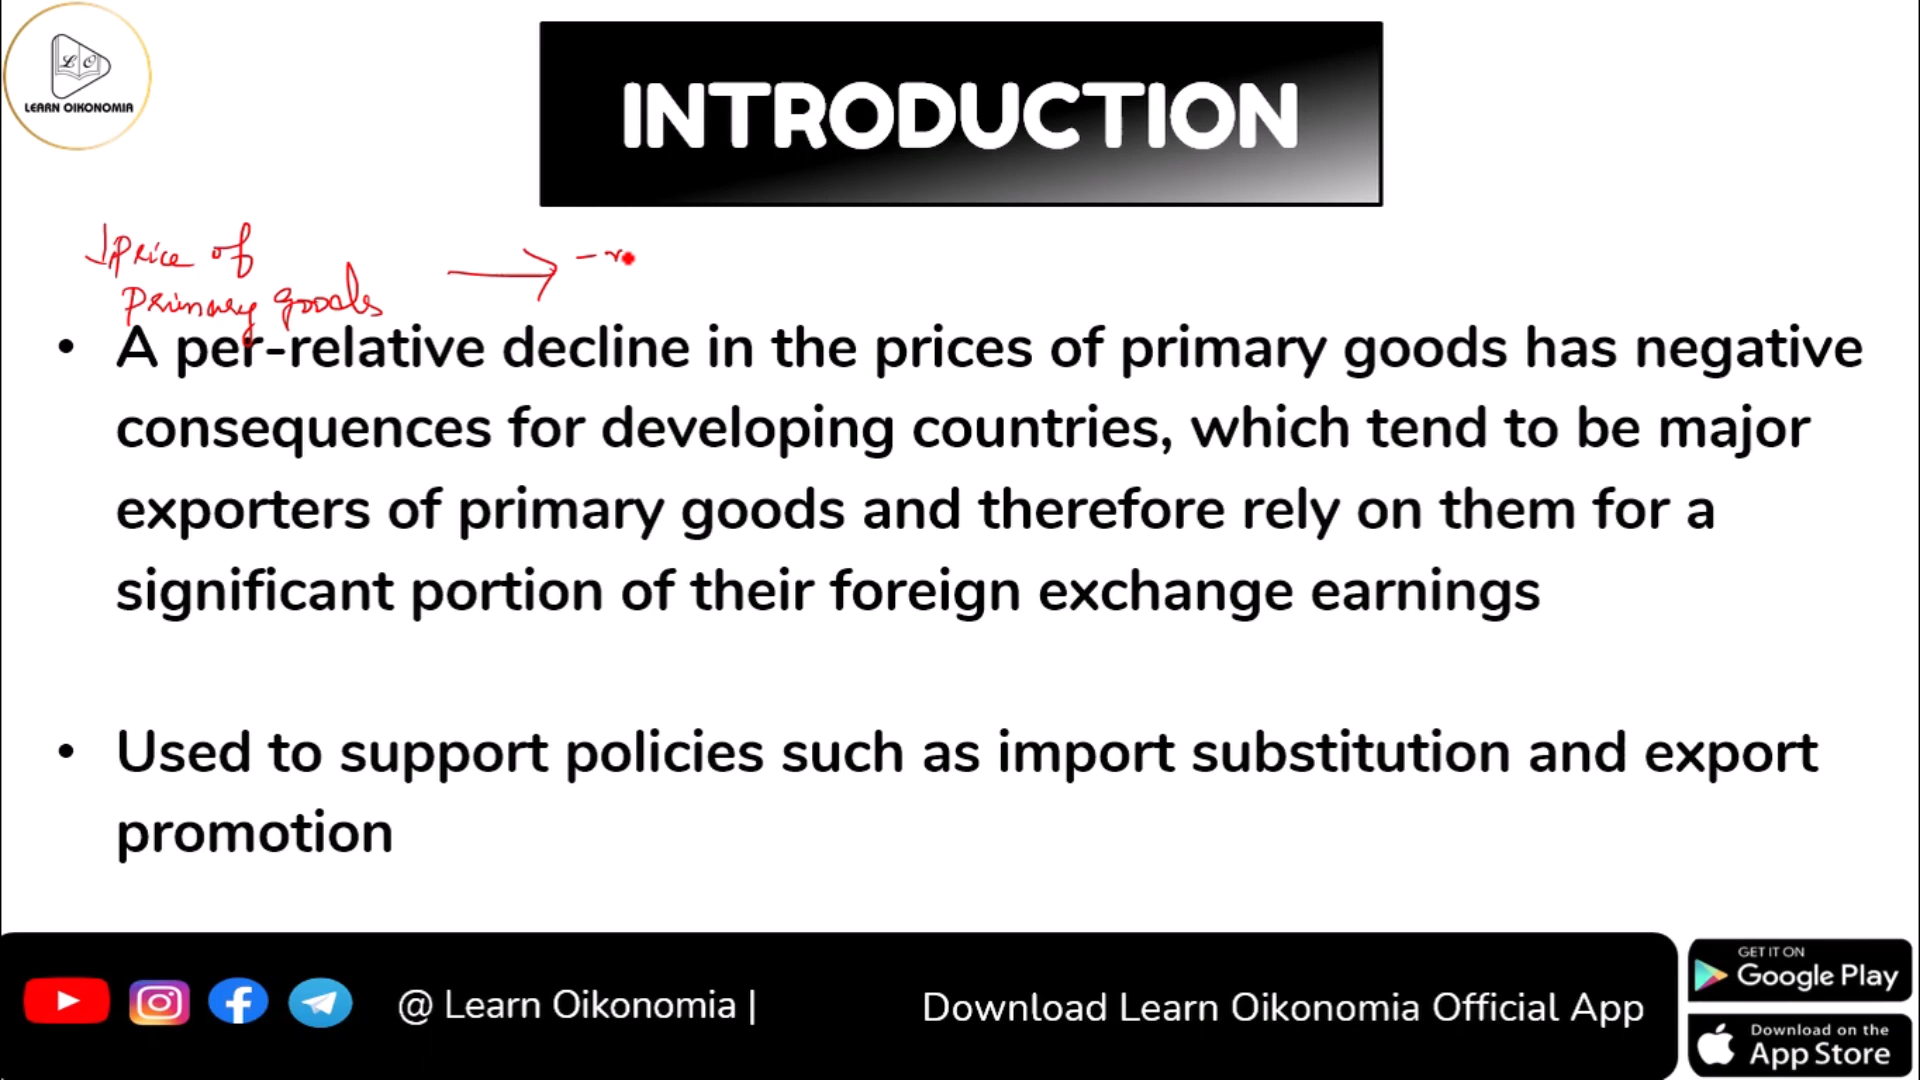 L O
LEARN OIKONOMIA
INTRODUCTION
↓ Price of
Primary goods → -v
• A per-relative decline in the prices of primary goods has negative
consequences for developing countries, which tend to be major
exporters of primary goods and therefore rely on them for a
significant portion of their foreign exchange earnings
• Used to support policies such as import substitution and export
promotion
@ Learn Oikonomia |
Download Learn Oikonomia Official App
GET IT ON
Google Play
Download on the
App Store